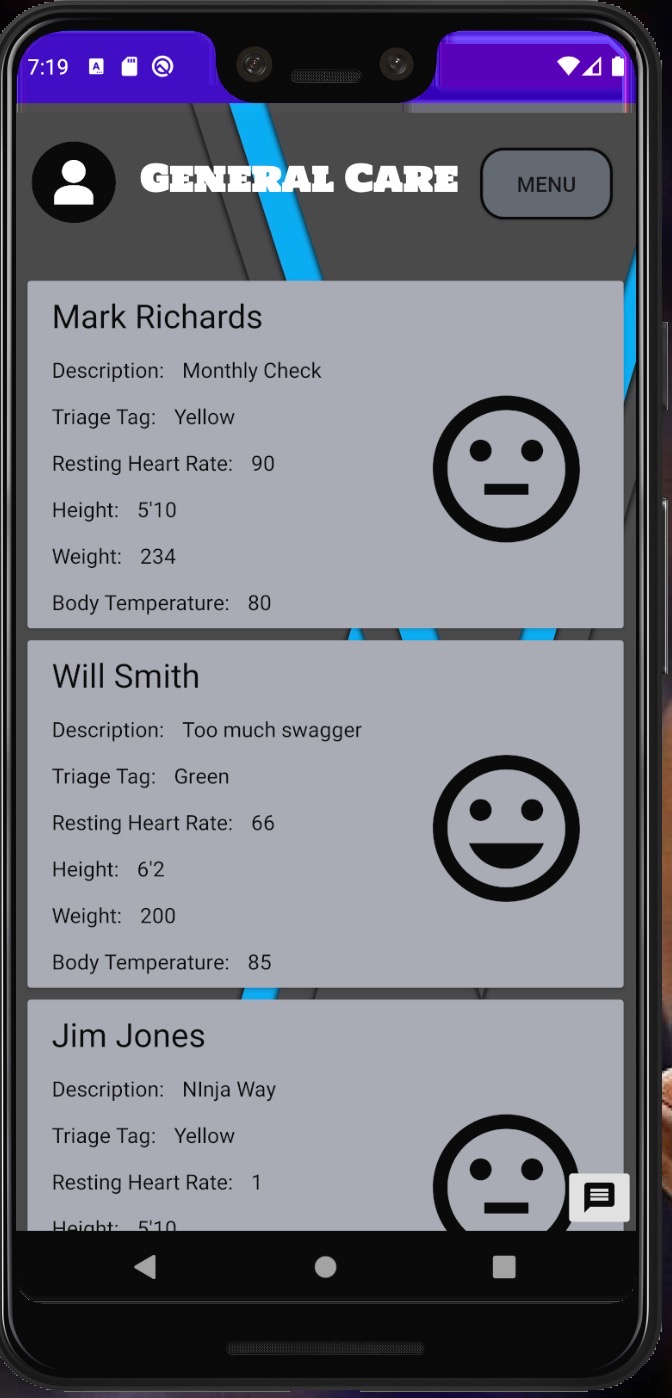 7:19
GENERAL CARE
MENU
Mark Richards
Description: Monthly Check
Triage Tag: Yellow
Resting Heart Rate: 90
Height: 5'10
Weight: 234
Body Temperature: 80
Will Smith
Description: Too much swagger
Triage Tag: Green
Resting Heart Rate: 66
Height: 6'2
Weight: 200
Body Temperature: 85
Jim Jones
Description: NInja Way
Triage Tag: Yellow
Resting Heart Rate: 1
Height: 5'10